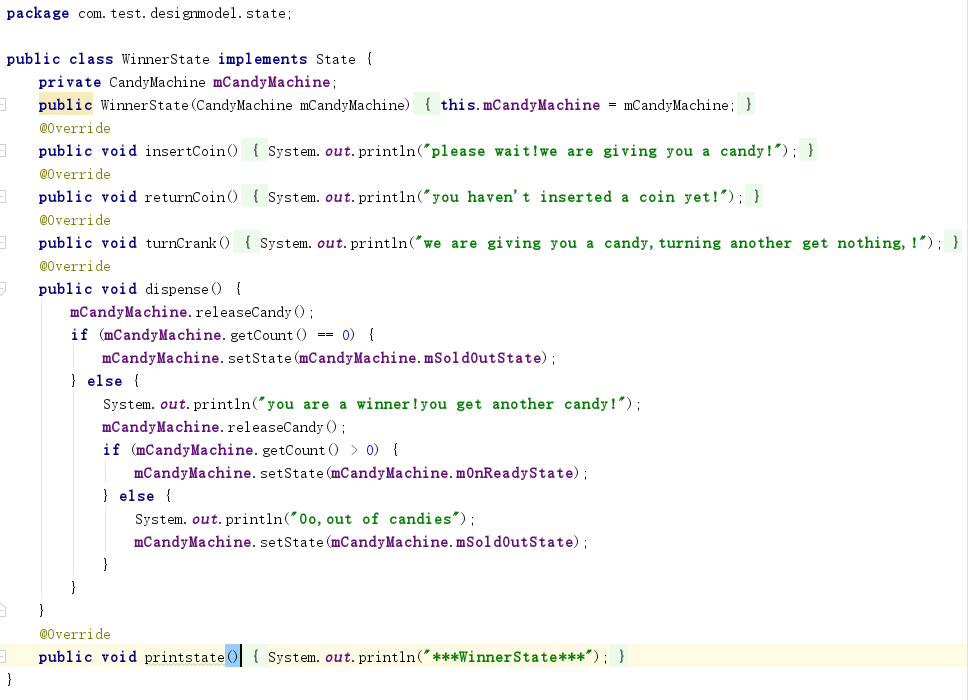 package com.test.designmodel.state;
public class WinnerState implements State {
private CandyMachine mCandyMachine;
public WinnerState(CandyMachine mCandyMachine) { this.mCandyMachine = mCandyMachine; }
@Override
public void insertCoin() { System.out.println("please wait!we are giving you a candy!"); }
@Override
public void returnCoin() { System.out.println("you haven't inserted a coin yet!"); }
@Override
public void turnCrank() { System.out.println("we are giving you a candy,turning another get nothing,!"); }
@Override
public void dispense() {
mCandyMachine.releaseCandy();
if (mCandyMachine.getCount() == 0) {
mCandyMachine.setState(mCandyMachine.mSoldOutState);
} else {
System.out.println("you are a winner!you get another candy!");
mCandyMachine.releaseCandy();
if (mCandyMachine.getCount() > 0) {
mCandyMachine.setState(mCandyMachine.mOnReadyState);
} else {
System.out.println("Oo,out of candies");
mCandyMachine.setState(mCandyMachine.mSoldOutState);
}
}
}
@Override
public void printstate() { System.out.println("***WinnerState***"); }
}